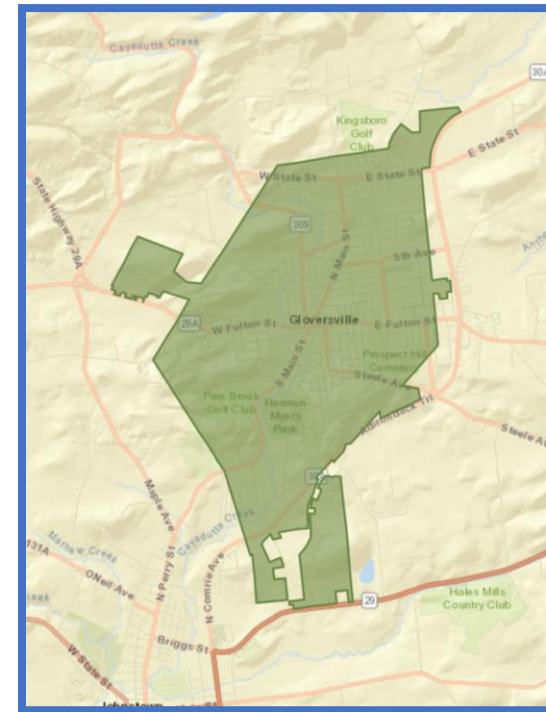 Cayadutta Creek
30A
Kingsboro
Golf
Club
E State St
W State St
E State St
State Highway 29A
309
N Main St
5th Ave
29A
W Fulton St
Gloversville
E Fulton St
S Main St
Prospect Hill
Cemetery
Steele Ave
Pine Brook
Golf Club
Hermon
Myers
Park
Adirondack Trl
Steele Av
30A
Maple Ave
Cayadutta Creek
Mathew Creek
131A
ONeil Ave
N Perry St
N Comrie Ave
29
Hales Mills
Country Club
Briggs St
W State St
Johnstown